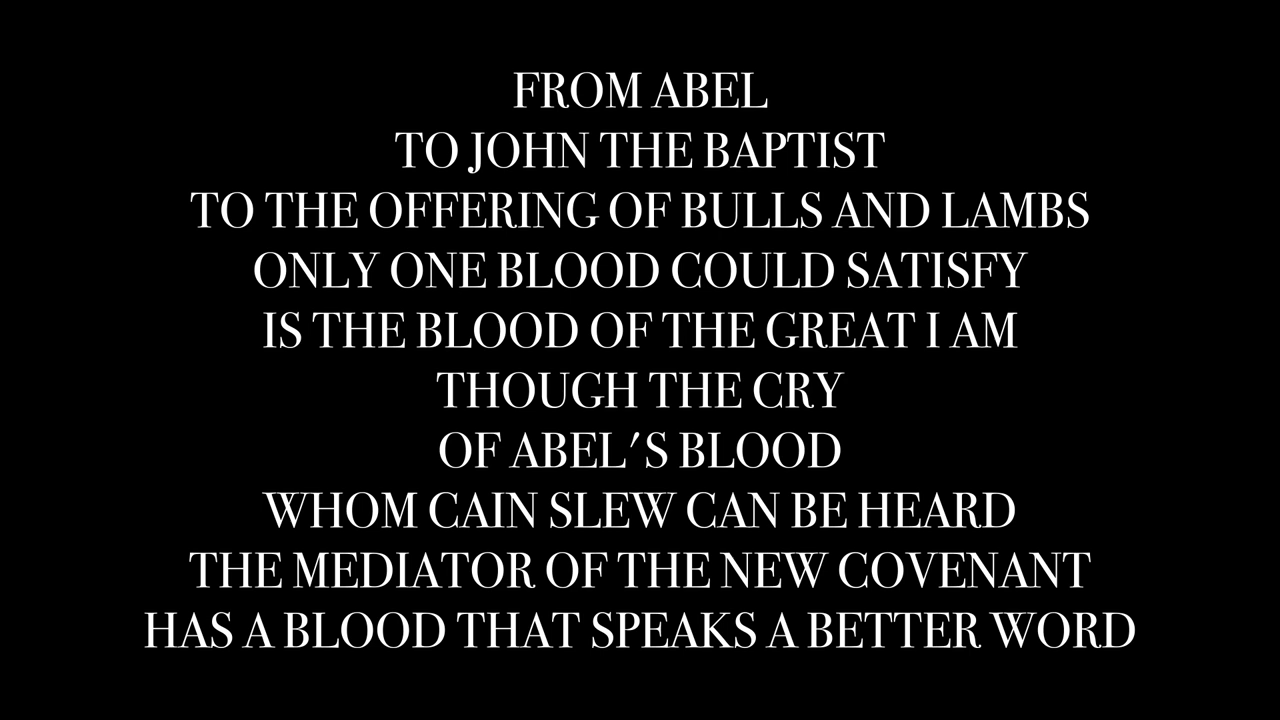 FROM ABEL
TO JOHN THE BAPTIST
TO THE OFFERING OF BULLS AND LAMBS
ONLY ONE BLOOD COULD SATISFY
IS THE BLOOD OF THE GREAT I AM
THOUGH THE CRY
OF ABEL'S BLOOD
WHOM CAIN SLEW CAN BE HEARD
THE MEDIATOR OF THE NEW COVENANT
HAS A BLOOD THAT SPEAKS A BETTER WORD